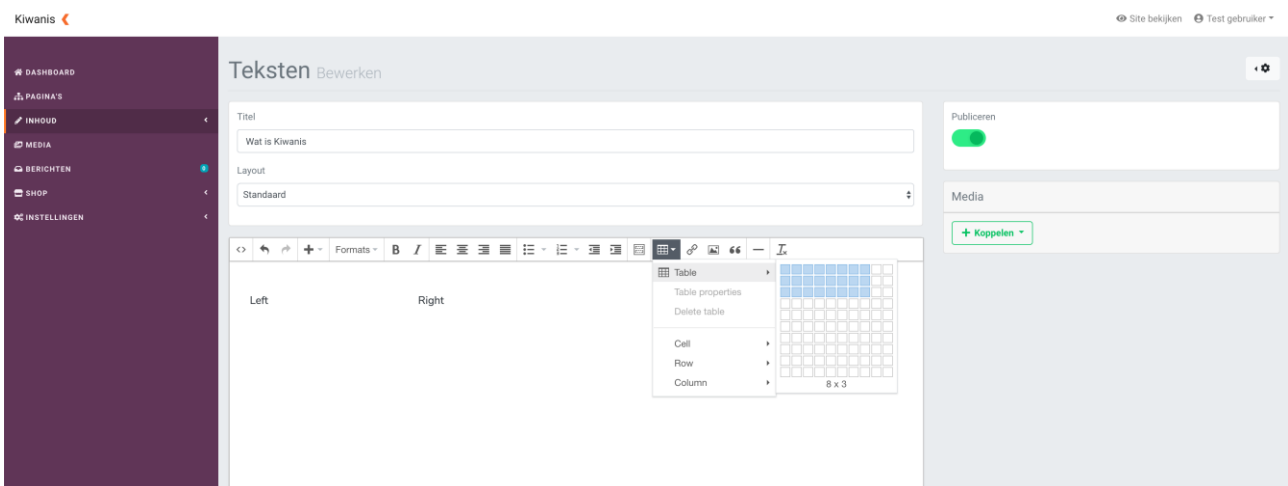 Kiwanis
Site bekijken Test gebruiker
DASHBOARD
PAGINA'S
INHOUD
MEDIA
BERICHTEN
SHOP
INSTELLINGEN
Teksten Bewerken
Titel
Wat is Kiwanis
Layout
Standaard
Publiceren
Media
+ Koppelen
Formats B I
Left Right
Table
Table properties
Delete table
Cell
Row
Column
8 x 3